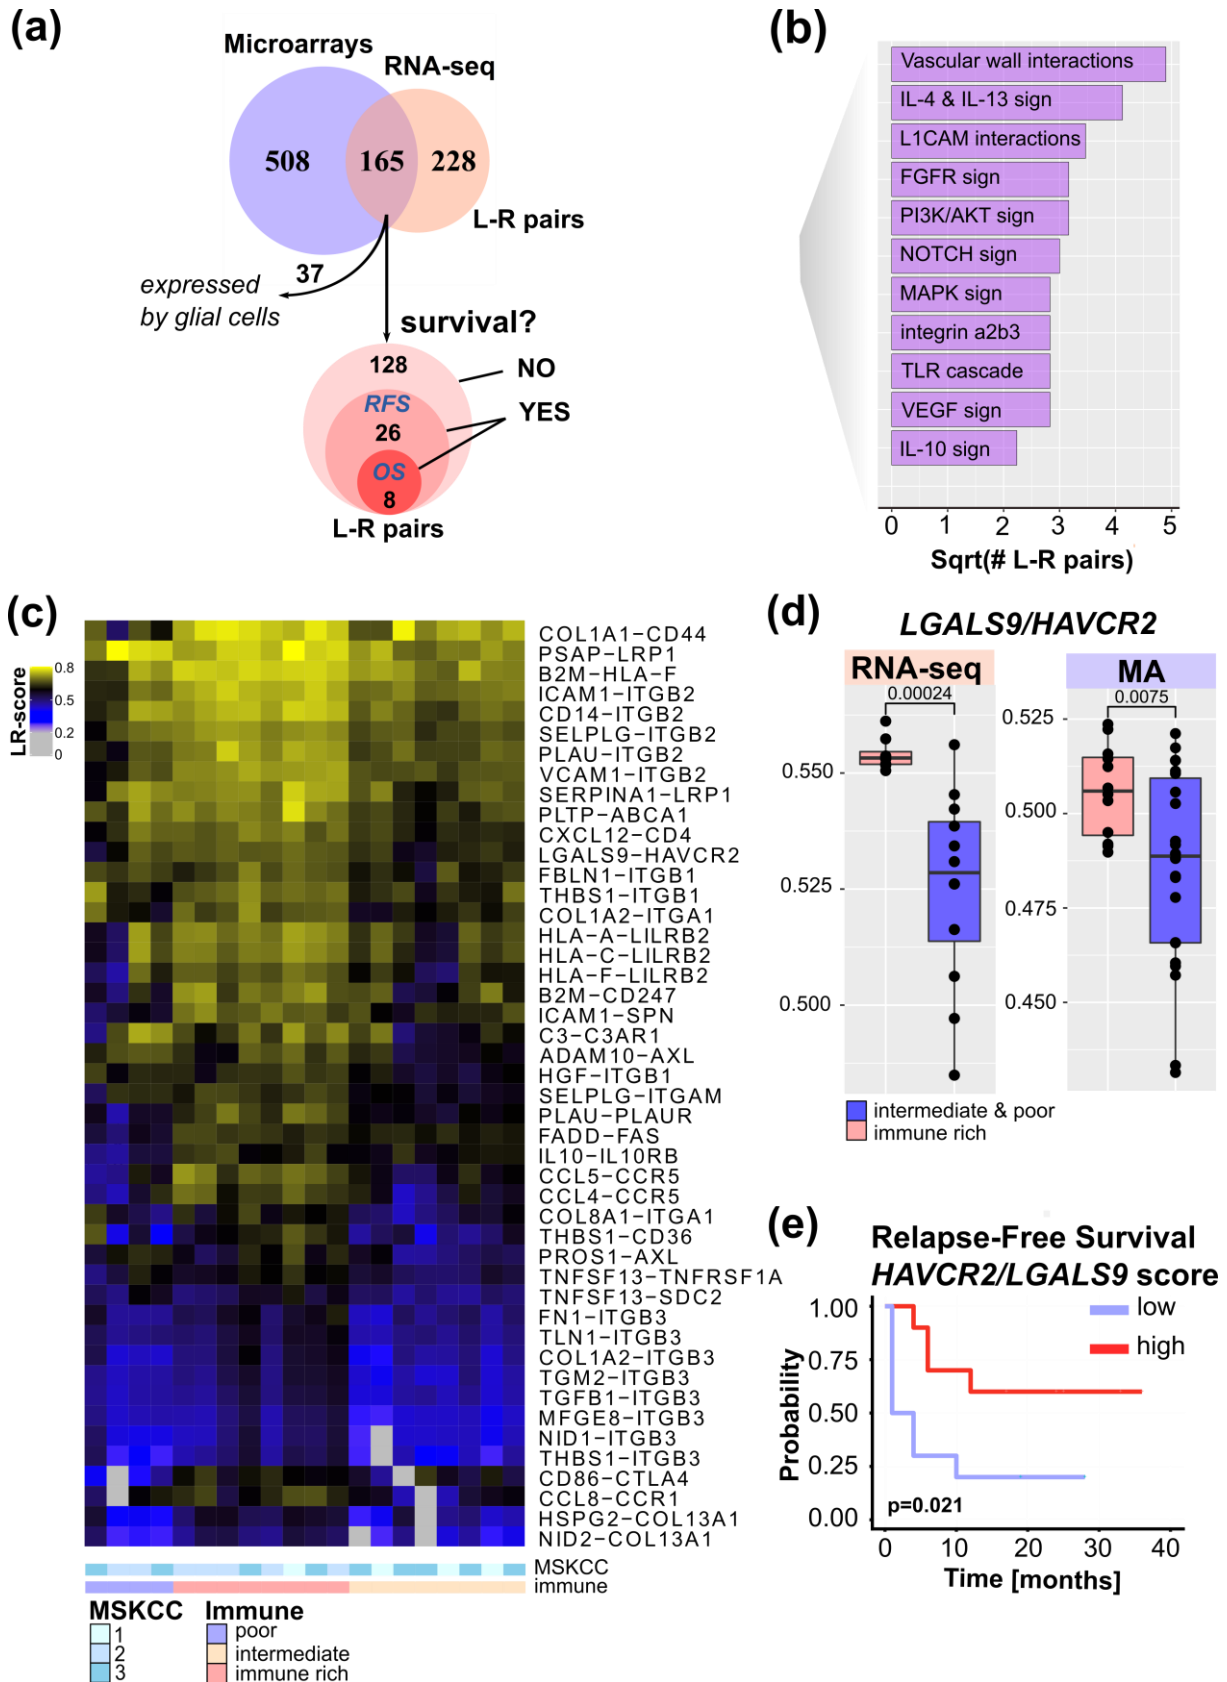 (a)
Microarrays
RNA-seq
508
165
228
L-R pairs
37
expressed
by glial cells
survival?
128
NO
RFS
YES
26
OS
8
L-R pairs
(b)
Vascular wall interactions
IL-4 & IL-13 sign
L1CAM interactions
FGFR sign
PI3K/AKT sign
NOTCH sign
MAPK sign
integrin a2b3
TLR cascade
VEGF sign
IL-10 sign
0 1 2 3 4 5
Sqrt(# L-R pairs)
(c)
LR-score
0.8
0.5
0.2
0
COL1A1−CD44
PSAP−LRP1
B2M−HLA−F
ICAM1−ITGB2
CD14−ITGB2
SELPLG−ITGB2
PLAU−ITGB2
VCAM1−ITGB2
SERPINA1−LRP1
PLTP−ABCA1
CXCL12−CD4
LGALS9−HAVCR2
FBLN1−ITGB1
THBS1−ITGB1
COL1A2−ITGA1
HLA−A−LILRB2
HLA−C−LILRB2
HLA−F−LILRB2
B2M−CD247
ICAM1−SPN
C3−C3AR1
ADAM10−AXL
HGF−ITGB1
SELPLG−ITGAM
PLAU−PLAUR
FADD−FAS
IL10−IL10RB
CCL5−CCR5
CCL4−CCR5
COL8A1−ITGA1
THBS1−CD36
PROS1−AXL
TNFSF13−TNFRSF1A
TNFSF13−SDC2
FN1−ITGB3
TLN1−ITGB3
COL1A2−ITGB3
TGM2−ITGB3
TGFB1−ITGB3
MFGE8−ITGB3
NID1−ITGB3
THBS1−ITGB3
CD86−CTLA4
CCL8−CCR1
HSPG2−COL13A1
NID2−COL13A1
MSKCC
immune
MSKCC
1
2
3
Immune
poor
intermediate
immune rich
(d)
LGALS9/HAVCR2
RNA-seq
0.00024
0.550
0.525
0.500
MA
0.0075
0.525
0.500
0.475
0.450
intermediate & poor
immune rich
(e)
Relapse-Free Survival
HAVCR2/LGALS9 score
low
high
Probability
1.00
0.75
0.50
0.25
0.00
p=0.021
0 10 20 30 40
Time [months]